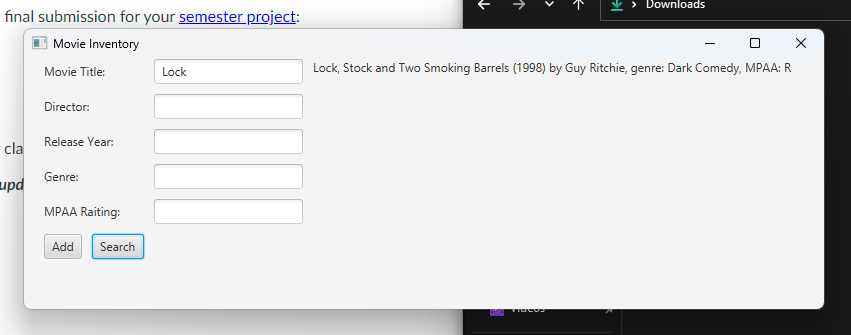 final submission for your semester project:
Downloads
Movie Inventory
Movie Title: Lock
Lock, Stock and Two Smoking Barrels (1998) by Guy Ritchie, genre: Dark Comedy, MPAA: R
Director:
Release Year:
cla
Genre:
upd
MPAA Raiting:
Add Search
Videos